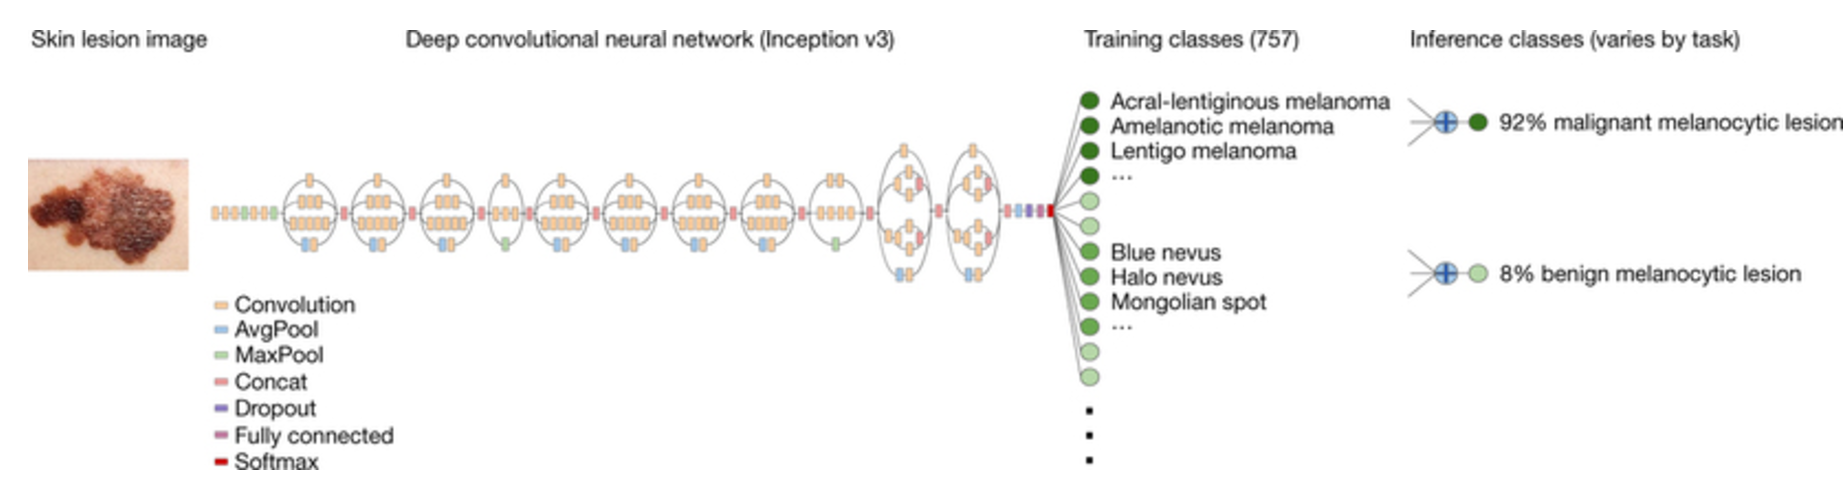 Skin lesion image
Deep convolutional neural network (Inception v3)
Training classes (757)
Inference classes (varies by task)
Acral-lentiginous melanoma
Amelanotic melanoma
Lentigo melanoma
...
Blue nevus
Halo nevus
Mongolian spot
...
92% malignant melanocytic lesion
8% benign melanocytic lesion
Convolution
AvgPool
MaxPool
Concat
Dropout
Fully connected
Softmax